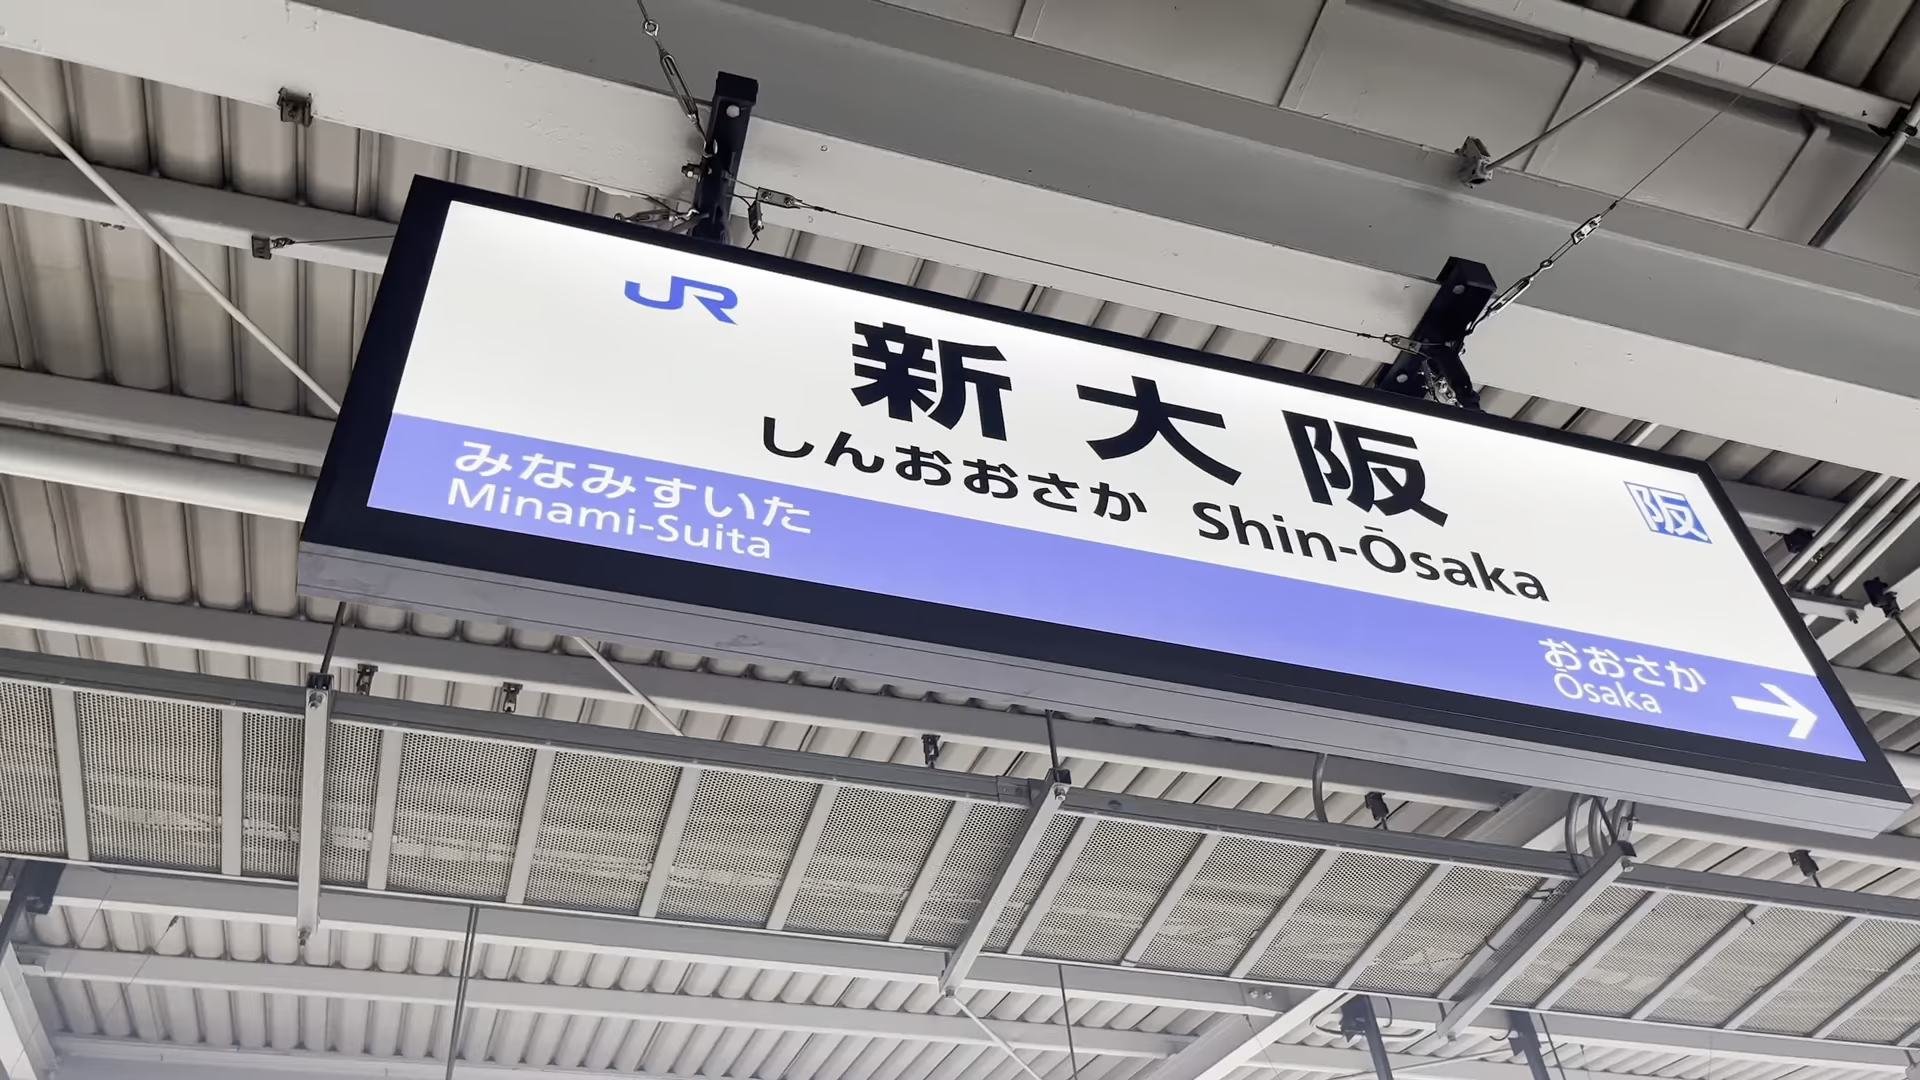 JR
新大阪
しんおおさか Shin-Ōsaka
阪
みなみすいた
Minami-Suita
おおさか
Ōsaka